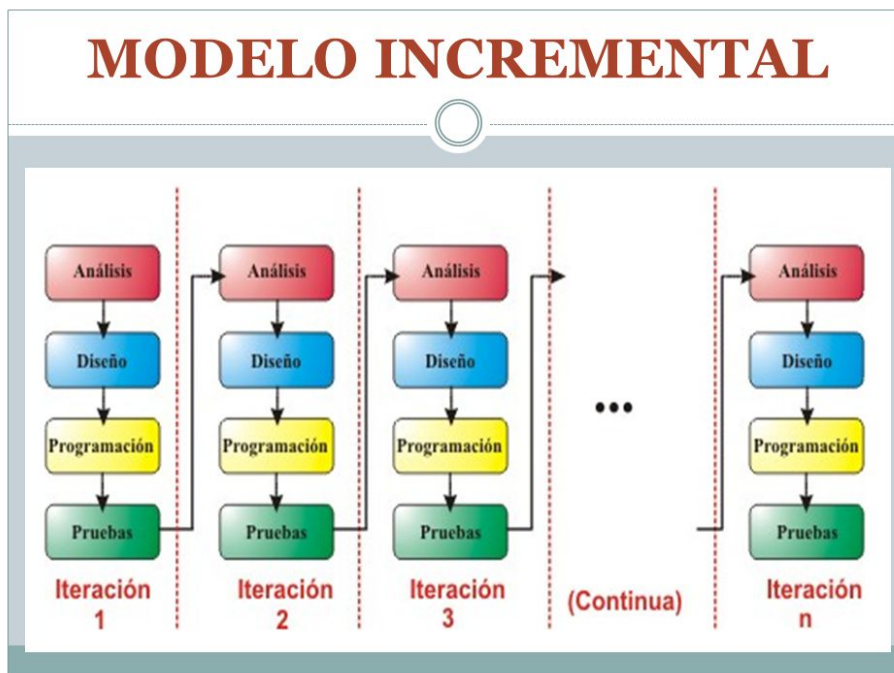 MODELO INCREMENTAL
Análisis
Diseño
Programación
Pruebas
Iteración
1
Análisis
Diseño
Programación
Pruebas
Iteración
2
Análisis
Diseño
Programación
Pruebas
Iteración
3
•••
(Continua)
Análisis
Diseño
Programación
Pruebas
Iteración
n